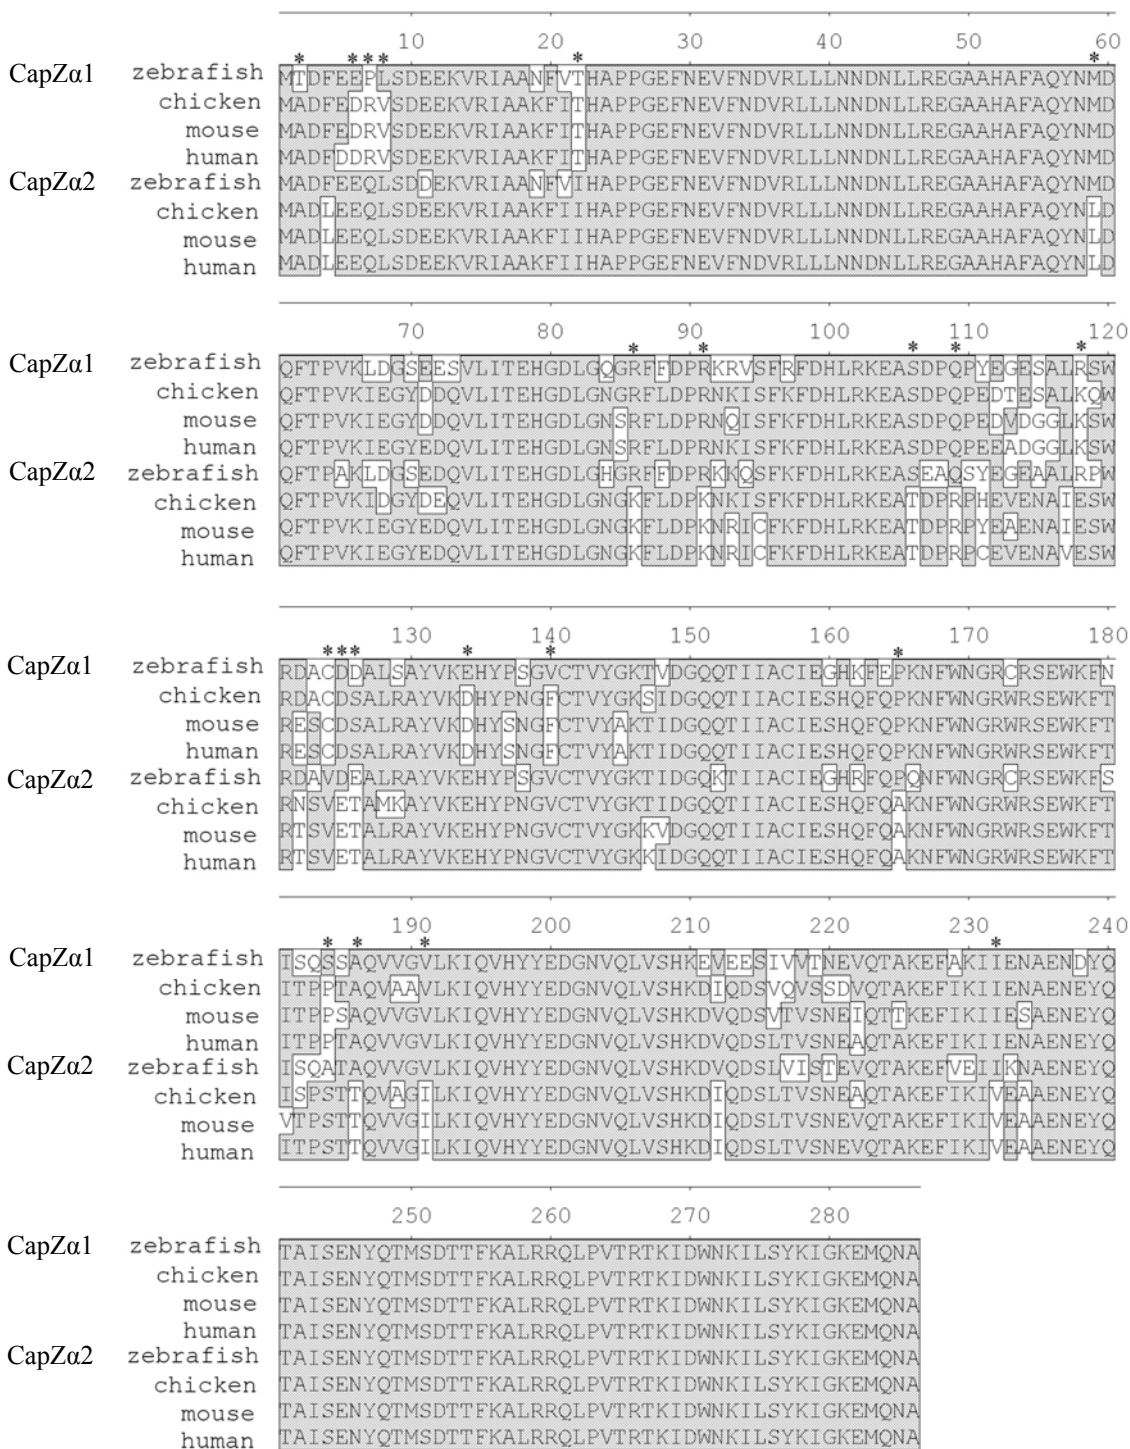 10 20 30 40 50 60
* *** * *
CapZα1 zebrafish MTDFEEPLSDEEKVRIAANFVTHAPPGEFNEVFNDVRLLLNNDNLLREGAAHAFAQYNMD
chicken MADFEDRVSDEEKVRIAAKFITHAPPGEFNEVFNDVRLLLNNDNLLREGAAHAFAQYNMD
mouse MADFEDRVSDEEKVRIAAKFITHAPPGEFNEVFNDVRLLLNNDNLLREGAAHAFAQYNMD
human MADFDDRVSDEEKVRIAAKFITHAPPGEFNEVFNDVRLLLNNDNLLREGAAHAFAQYNMD
CapZα2 zebrafish MADFEEQLSDDEKVRIAANFVIHAPPGEFNEVFNDVRLLLNNDNLLREGAAHAFAQYNMD
chicken MADLEEQLSDEEKVRIAAKFIIHAPPGEFNEVFNDVRLLLNNDNLLREGAAHAFAQYNLD
mouse MADLEEQLSDEEKVRIAAKFIIHAPPGEFNEVFNDVRLLLNNDNLLREGAAHAFAQYNLD
human MADLEEQLSDEEKVRIAAKFIIHAPPGEFNEVFNDVRLLLNNDNLLREGAAHAFAQYNLD
70 80 90 100 110 120
* * * * *
CapZα1 zebrafish QFTPVKLDGSEESVLITEHGDLGQGRFFDPRKRVSFRFDHLRKEASDPQPYEGESALRSW
chicken QFTPVKIEGYDDQVLITEHGDLGNGRFLDPRNKISFKFDHLRKEASDPQPEDTESALKQW
mouse QFTPVKIEGYDDQVLITEHGDLGNSRFLDPRNQISFKFDHLRKEASDPQPEDVDGGLKSW
human QFTPVKIEGYEDQVLITEHGDLGNSRFLDPRNKISFKFDHLRKEASDPQPEEADGGLKSW
CapZα2 zebrafish QFTPAKLDGSEDQVLITEHGDLGHGRFFDPRKKQSFKFDHLRKEASEAQSYEGEAALRPW
chicken QFTPVKIDGYDEQVLITEHGDLGNGKFLDPKNKISFKFDHLRKEATDPRPHEVENAIESW
mouse QFTPVKIEGYEDQVLITEHGDLGNGKFLDPKNRICFKFDHLRKEATDPRPYEAENAIESW
human QFTPVKIEGYEDQVLITEHGDLGNGKFLDPKNRICFKFDHLRKEATDPRPCEVENAVESW
130 140 150 160 170 180
*** * * *
CapZα1 zebrafish RDACDDALSAYVKEHYPSGVCTVYGKTVDGQQTIIACIEGHKFEPKNFWNGRCRSEWKFN
chicken RDACDSALRAYVKDHYPNGFCTVYGKSIDGQQTIIACIESHQFQPKNFWNGRWRSEWKFT
mouse RESCDSALRAYVKDHYSNGFCTVYAKTIDGQQTIIACIESHQFQPKNFWNGRWRSEWKFT
human RESCDSALRAYVKDHYSNGFCTVYAKTIDGQQTIIACIESHQFQPKNFWNGRWRSEWKFT
CapZα2 zebrafish RDAVDEALRAYVKEHYPSGVCTVYGKTIDGQKTIIACIEGHRFQPQNFWNGRCRSEWKFS
chicken RNSVETAMKAYVKEHYPNGVCTVYGKTIDGQQTIIACIESHQFQAKNFWNGRWRSEWKFT
mouse RTSVETALRAYVKEHYPNGVCTVYGKKVDGQQTIIACIESHQFQAKNFWNGRWRSEWKFT
human RTSVETALRAYVKEHYPNGVCTVYGKKIDGQQTIIACIESHQFQAKNFWNGRWRSEWKFT
190 200 210 220 230 240
* * * *
CapZα1 zebrafish ISQSSAQVVGVLKIQVHYYEDGNVQLVSHKEVEESIVVTNEVQTAKEFAKIIENAENDYQ
chicken ITPPTAQVAAVLKIQVHYYEDGNVQLVSHKDIQDSVQVSSDVQTAKEFIKIIENAENEYQ
mouse ITPPSAQVVGVLKIQVHYYEDGNVQLVSHKDVQDSVTVSNEIQTTKEFIKIIESAENEYQ
human ITPPTAQVVGVLKIQVHYYEDGNVQLVSHKDVQDSLTVSNEAQTAKEFIKIIENAENEYQ
CapZα2 zebrafish ISQATAQVVGVLKIQVHYYEDGNVQLVSHKDVQDSLVISTEVQTAKEFVEIIKNAENEYQ
chicken ISPSTTQVAGILKIQVHYYEDGNVQLVSHKDIQDSLTVSNEAQTAKEFIKIVEAAENEYQ
mouse VTPSTTQVVGILKIQVHYYEDGNVQLVSHKDIQDSLTVSNEVQTAKEFIKIVEAAENEYQ
human ITPSTTQVVGILKIQVHYYEDGNVQLVSHKDIQDSLTVSNEVQTAKEFIKIVEAAENEYQ
250 260 270 280
CapZα1 zebrafish TAISENYQTMSDTTFKALRRQLPVTRTKIDWNKILSYKIGKEMQNA
chicken TAISENYQTMSDTTFKALRRQLPVTRTKIDWNKILSYKIGKEMQNA
mouse TAISENYQTMSDTTFKALRRQLPVTRTKIDWNKILSYKIGKEMQNA
human TAISENYQTMSDTTFKALRRQLPVTRTKIDWNKILSYKIGKEMQNA
CapZα2 zebrafish TAISENYQTMSDTTFKALRRQLPVTRTKIDWNKILSYKIGKEMQNA
chicken TAISENYQTMSDTTFKALRRQLPVTRTKIDWNKILSYKIGKEMQNA
mouse TAISENYQTMSDTTFKALRRQLPVTRTKIDWNKILSYKIGKEMQNA
human TAISENYQTMSDTTFKALRRQLPVTRTKIDWNKILSYKIGKEMQNA